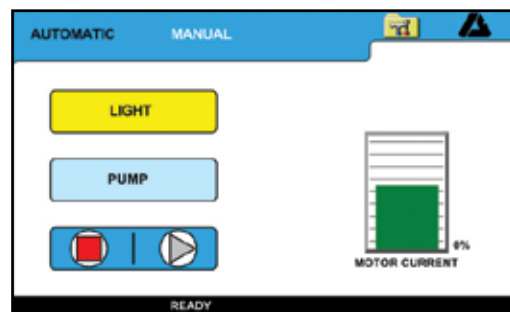 AUTOMATIC MANUAL
LIGHT
PUMP
0%
MOTOR CURRENT
READY